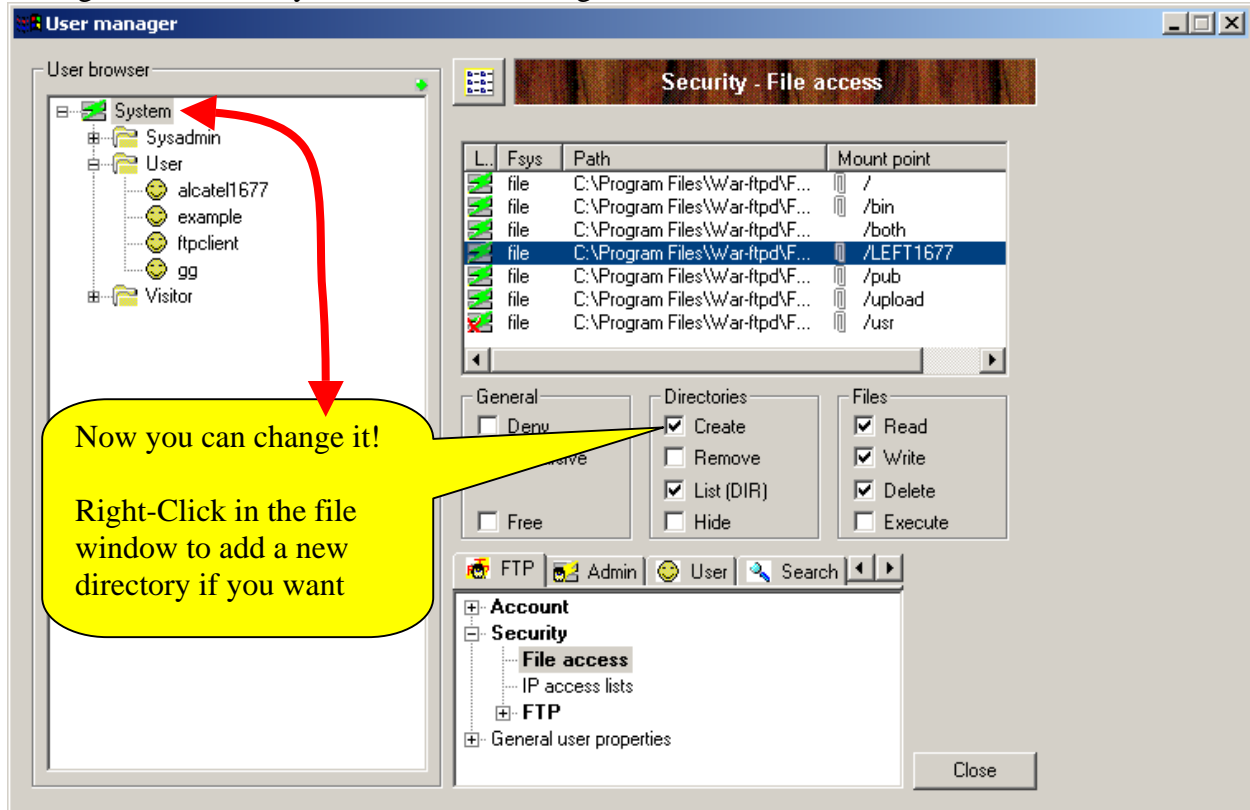 User manager
User browser
System
Sysadmin
User
alcatel1677
example
ftpclient
gg
Visitor
Security - File access
L.. Fsys Path Mount point
file C:\Program Files\War-ftpd\F... /
file C:\Program Files\War-ftpd\F... /bin
file C:\Program Files\War-ftpd\F... /both
file C:\Program Files\War-ftpd\F... /LEFT1677
file C:\Program Files\War-ftpd\F... /pub
file C:\Program Files\War-ftpd\F... /upload
file C:\Program Files\War-ftpd\F... /usr
General
Deny
Free
Directories
Create
Remove
List (DIR)
Hide
Files
Read
Write
Delete
Execute
Now you can change it!
Right-Click in the file
window to add a new
directory if you want
FTP Admin User Search
Account
Security
File access
IP access lists
FTP
General user properties
Close